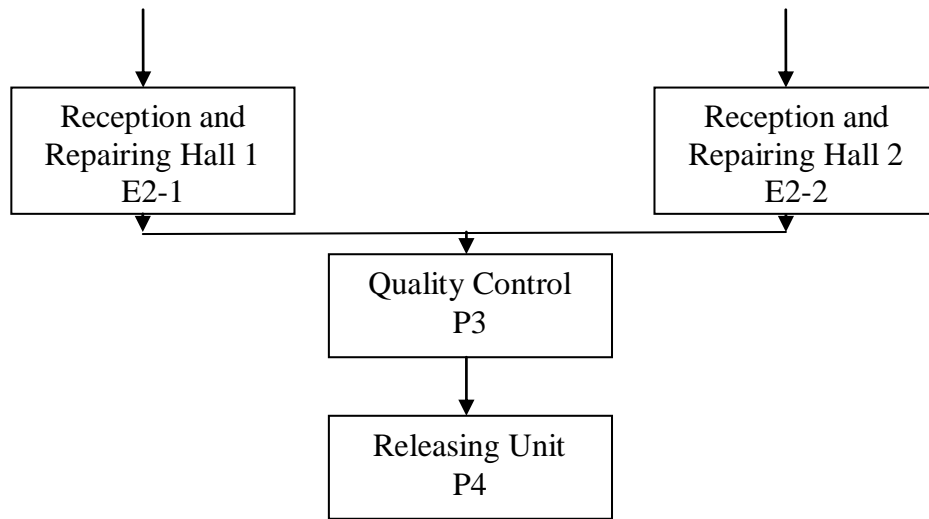 Reception and
Repairing Hall 1
E2-1
Reception and
Repairing Hall 2
E2-2
Quality Control
P3
Releasing Unit
P4